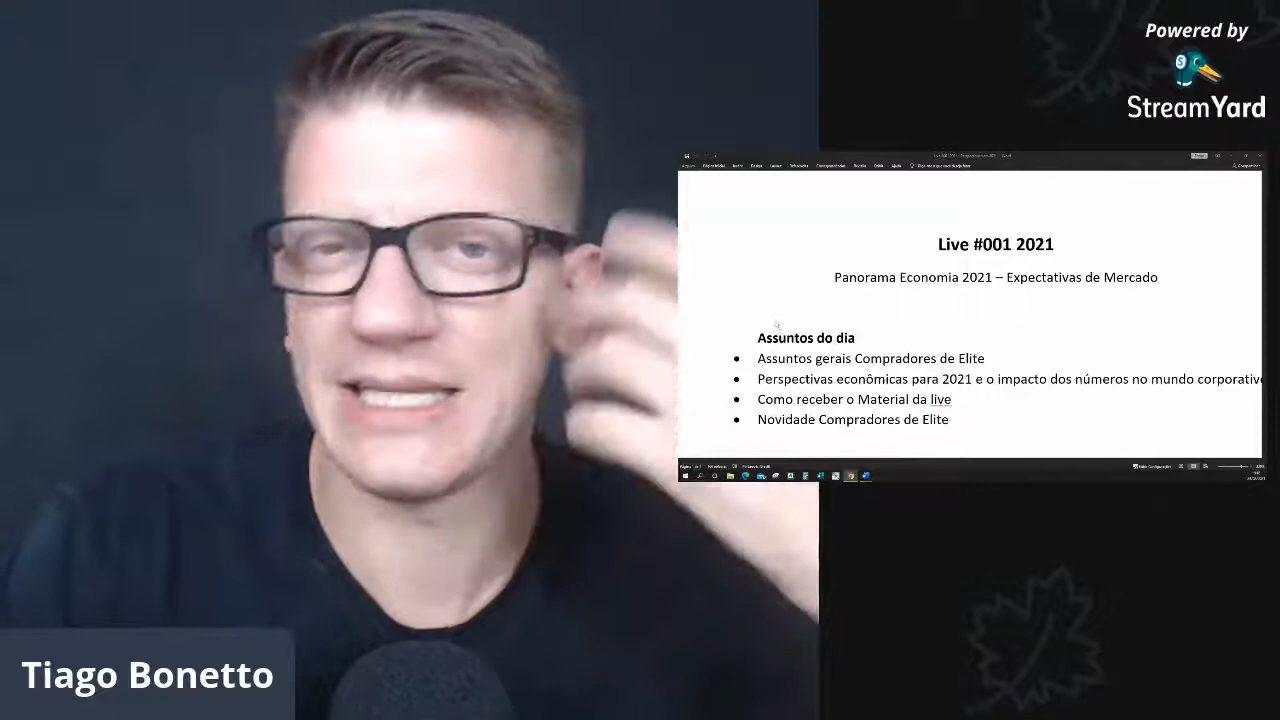 Powered by
StreamYard
Live #001 2021
Panorama Economia 2021 – Expectativas de Mercado
Assuntos do dia
• Assuntos gerais Compradores de Elite
• Perspectivas econômicas para 2021 e o impacto dos números no mundo corporativ
• Como receber o Material da live
• Novidade Compradores de Elite
Tiago Bonetto